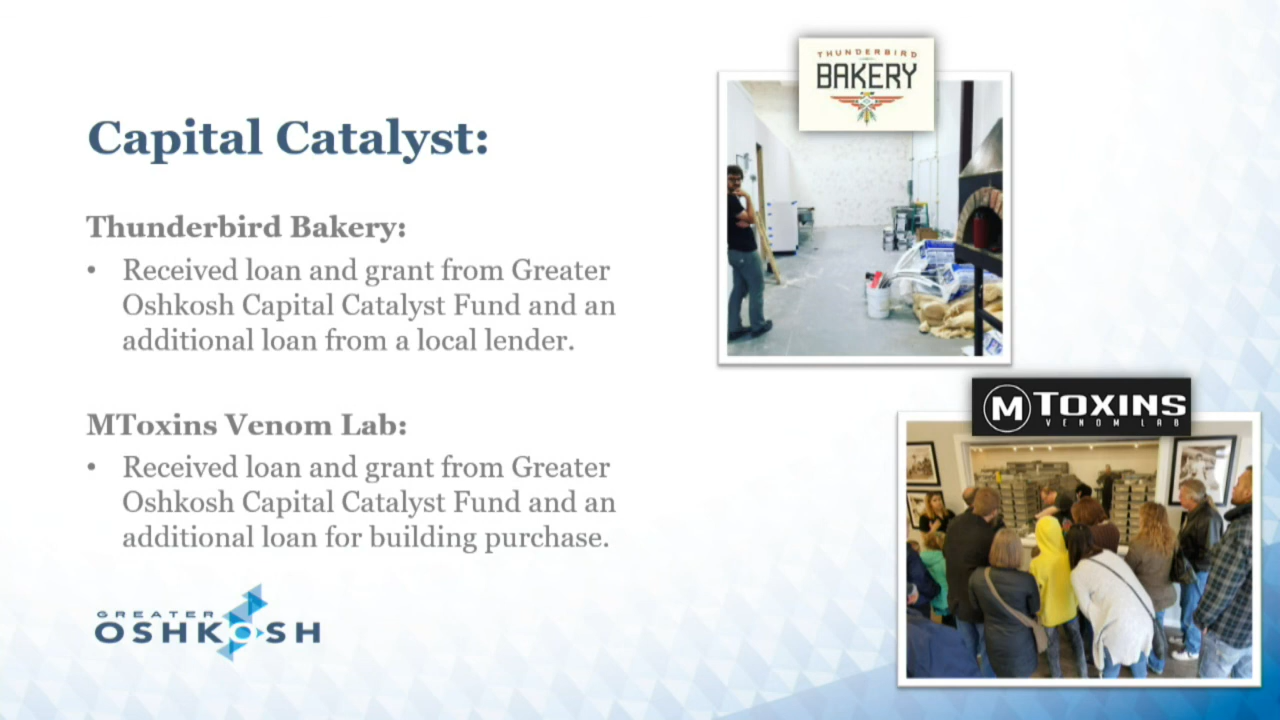 Capital Catalyst:
Thunderbird Bakery:
• Received loan and grant from Greater
Oshkosh Capital Catalyst Fund and an
additional loan from a local lender.
MToxins Venom Lab:
• Received loan and grant from Greater
Oshkosh Capital Catalyst Fund and an
additional loan for building purchase.
GREATER
OSHKOSH
THUNDERBIRD
BAKERY
M TOXINS
VENOM LAB